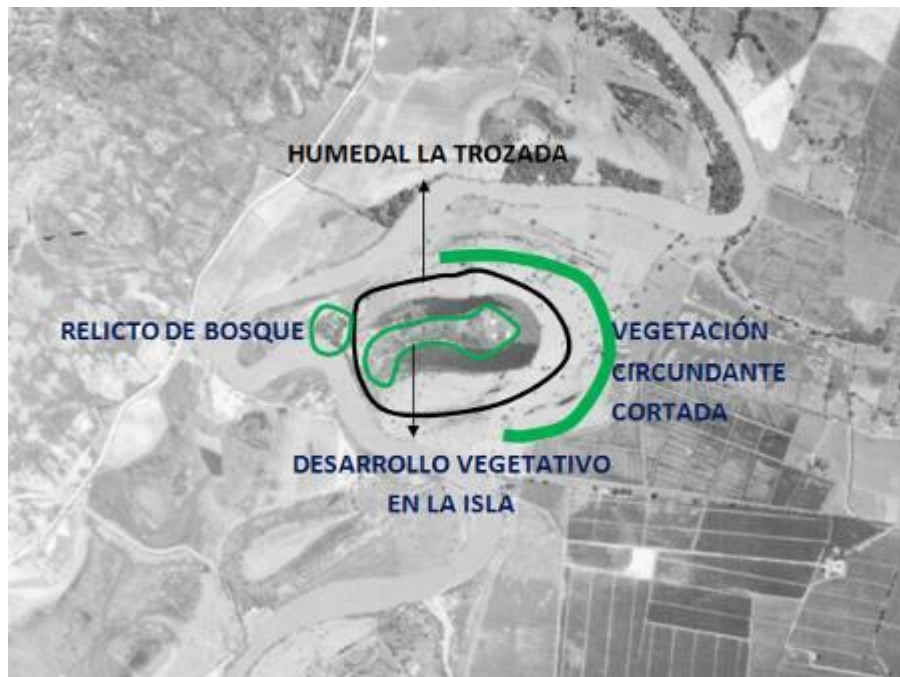 HUMEDAL LA TROZADA
RELICTO DE BOSQUE
VEGETACIÓN
CIRCUNDANTE
CORTADA
DESARROLLO VEGETATIVO
EN LA ISLA